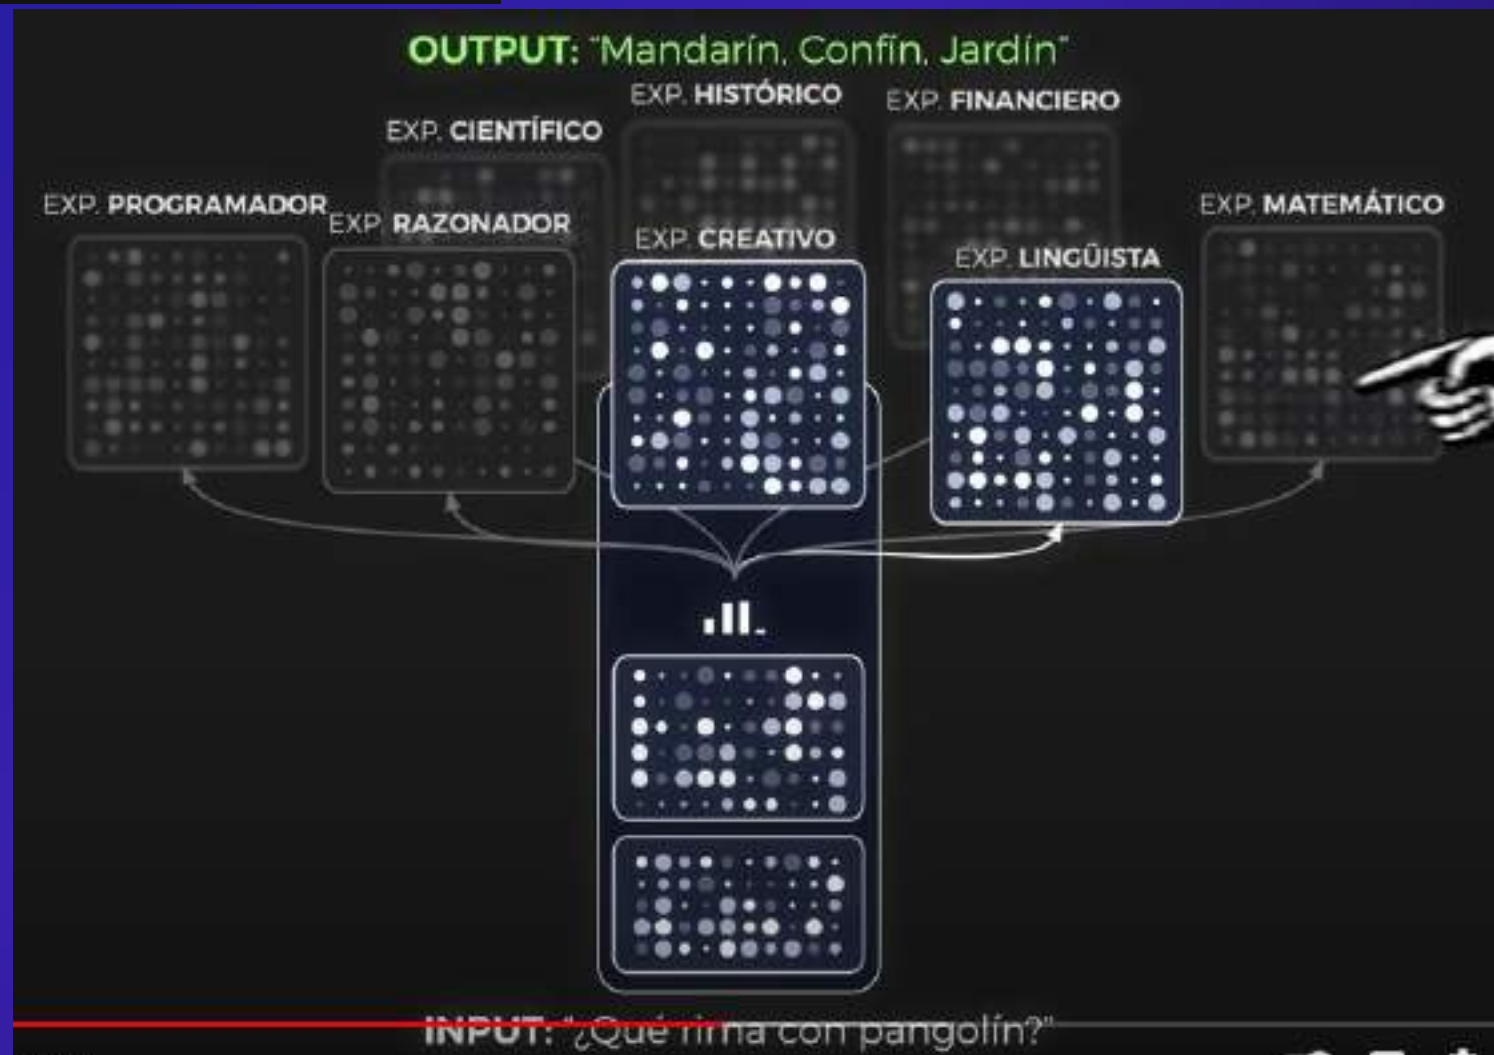 OUTPUT: "Mandarín, Confín, Jardín"
EXP. HISTÓRICO
EXP. FINANCIERO
EXP. CIENTÍFICO
EXP. PROGRAMADOR
EXP. RAZONADOR
EXP. CREATIVO
EXP. LINGÜISTA
EXP. MATEMÁTICO
INPUT: "¿Qué rima con pangolín?"